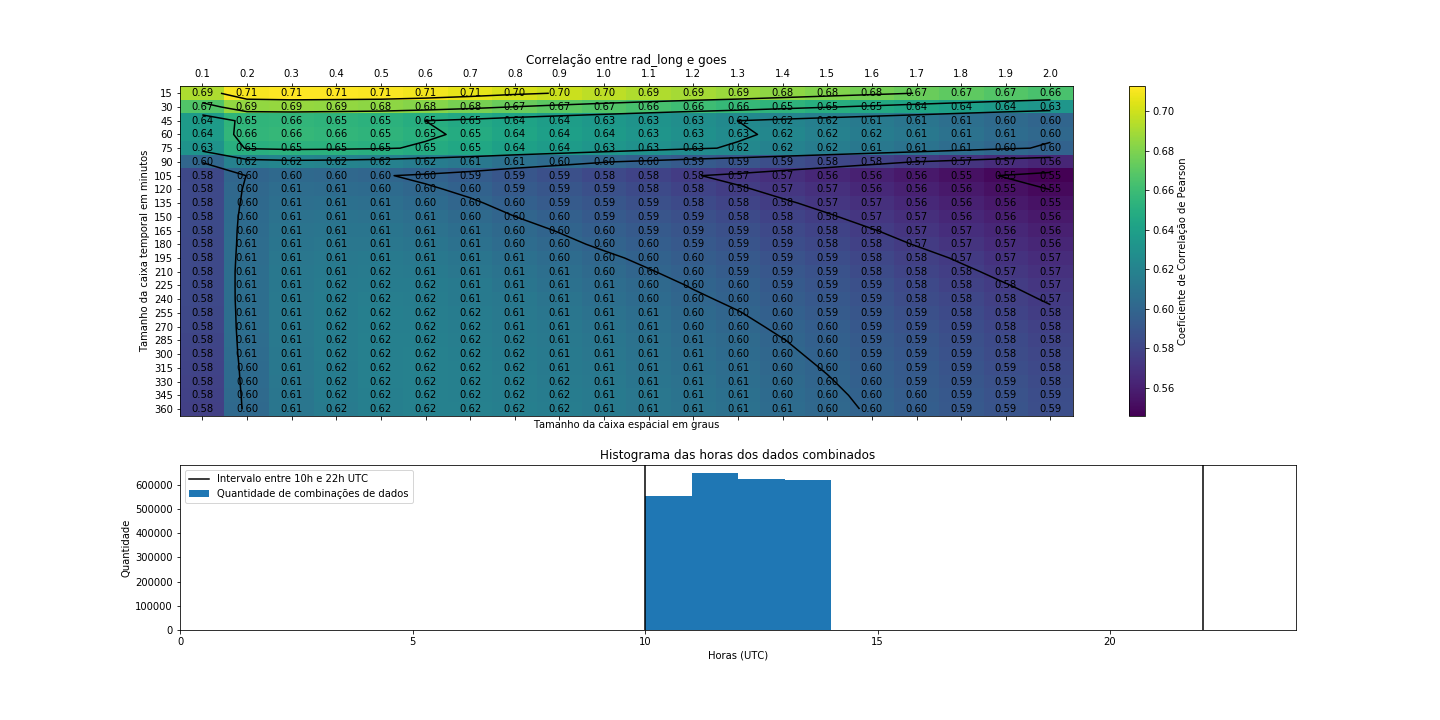 Correlação entre rad_long e goes
0.1 0.2 0.3 0.4 0.5 0.6 0.7 0.8 0.9 1.0 1.1 1.2 1.3 1.4 1.5 1.6 1.7 1.8 1.9 2.0
15 0.69 0.71 0.71 0.71 0.71 0.71 0.71 0.70 0.70 0.70 0.69 0.69 0.69 0.68 0.68 0.68 0.67 0.67 0.67 0.66
30 0.67 0.69 0.69 0.69 0.68 0.68 0.68 0.67 0.67 0.66 0.66 0.66 0.66 0.65 0.65 0.65 0.64 0.64 0.64 0.63
45 0.64 0.65 0.66 0.65 0.65 0.65 0.65 0.64 0.64 0.63 0.63 0.63 0.62 0.62 0.62 0.61 0.61 0.61 0.60 0.60
60 0.64 0.66 0.66 0.66 0.65 0.65 0.65 0.64 0.64 0.64 0.63 0.63 0.63 0.62 0.62 0.62 0.61 0.61 0.61 0.60
75 0.63 0.65 0.65 0.65 0.65 0.65 0.65 0.64 0.64 0.63 0.63 0.63 0.62 0.62 0.62 0.61 0.61 0.61 0.60 0.60
90 0.60 0.62 0.62 0.62 0.62 0.62 0.61 0.61 0.60 0.60 0.60 0.59 0.59 0.59 0.58 0.58 0.57 0.57 0.57 0.56
105 0.58 0.60 0.60 0.60 0.60 0.60 0.59 0.59 0.59 0.58 0.58 0.58 0.57 0.57 0.56 0.56 0.56 0.55 0.55 0.55
120 0.58 0.60 0.61 0.61 0.60 0.60 0.60 0.59 0.59 0.59 0.58 0.58 0.58 0.57 0.57 0.56 0.56 0.56 0.55 0.55
135 0.58 0.60 0.61 0.61 0.61 0.60 0.60 0.60 0.59 0.59 0.59 0.58 0.58 0.58 0.57 0.57 0.56 0.56 0.56 0.55
150 0.58 0.60 0.61 0.61 0.61 0.60 0.60 0.60 0.59 0.59 0.59 0.59 0.58 0.58 0.58 0.57 0.57 0.56 0.56 0.56
165 0.58 0.60 0.61 0.61 0.61 0.61 0.60 0.60 0.60 0.60 0.59 0.59 0.59 0.58 0.58 0.58 0.57 0.57 0.56 0.56
180 0.58 0.61 0.61 0.61 0.61 0.61 0.61 0.60 0.60 0.60 0.60 0.59 0.59 0.59 0.58 0.58 0.57 0.57 0.57 0.56
195 0.58 0.61 0.61 0.61 0.61 0.61 0.61 0.61 0.60 0.60 0.60 0.60 0.59 0.59 0.59 0.58 0.58 0.57 0.57 0.57
210 0.58 0.61 0.61 0.61 0.62 0.61 0.61 0.61 0.61 0.60 0.60 0.60 0.59 0.59 0.59 0.58 0.58 0.58 0.57 0.57
225 0.58 0.61 0.61 0.62 0.62 0.61 0.61 0.61 0.61 0.61 0.60 0.60 0.60 0.59 0.59 0.59 0.58 0.58 0.58 0.57
240 0.58 0.61 0.61 0.62 0.62 0.62 0.61 0.61 0.61 0.61 0.60 0.60 0.60 0.60 0.59 0.59 0.58 0.58 0.58 0.57
255 0.58 0.61 0.61 0.62 0.62 0.62 0.61 0.61 0.61 0.61 0.61 0.60 0.60 0.60 0.59 0.59 0.59 0.58 0.58 0.58
270 0.58 0.61 0.61 0.62 0.62 0.62 0.62 0.61 0.61 0.61 0.61 0.60 0.60 0.60 0.60 0.59 0.59 0.58 0.58 0.58
285 0.58 0.61 0.61 0.62 0.62 0.62 0.62 0.62 0.61 0.61 0.61 0.61 0.60 0.60 0.60 0.59 0.59 0.59 0.58 0.58
300 0.58 0.61 0.61 0.62 0.62 0.62 0.62 0.62 0.61 0.61 0.61 0.61 0.60 0.60 0.60 0.59 0.59 0.59 0.58 0.58
315 0.58 0.60 0.61 0.62 0.62 0.62 0.62 0.62 0.61 0.61 0.61 0.61 0.60 0.60 0.60 0.60 0.59 0.59 0.59 0.58
330 0.58 0.60 0.61 0.62 0.62 0.62 0.62 0.62 0.62 0.61 0.61 0.61 0.61 0.60 0.60 0.60 0.59 0.59 0.59 0.58
345 0.58 0.60 0.61 0.62 0.62 0.62 0.62 0.62 0.62 0.61 0.61 0.61 0.61 0.60 0.60 0.60 0.60 0.59 0.59 0.59
360 0.58 0.60 0.61 0.62 0.62 0.62 0.62 0.62 0.62 0.62 0.61 0.61 0.61 0.61 0.60 0.60 0.60 0.59 0.59 0.59
Tamanho da caixa temporal em minutos
Tamanho da caixa espacial em graus
0.70
0.68
0.66
0.64
0.62
0.60
0.58
0.56
Coeficiente de Correlação de Pearson
Histograma das horas dos dados combinados
Intervalo entre 10h e 22h UTC
Quantidade de combinações de dados
600000
500000
400000
300000
200000
100000
0
Quantidade
0 5 10 15 20
Horas (UTC)